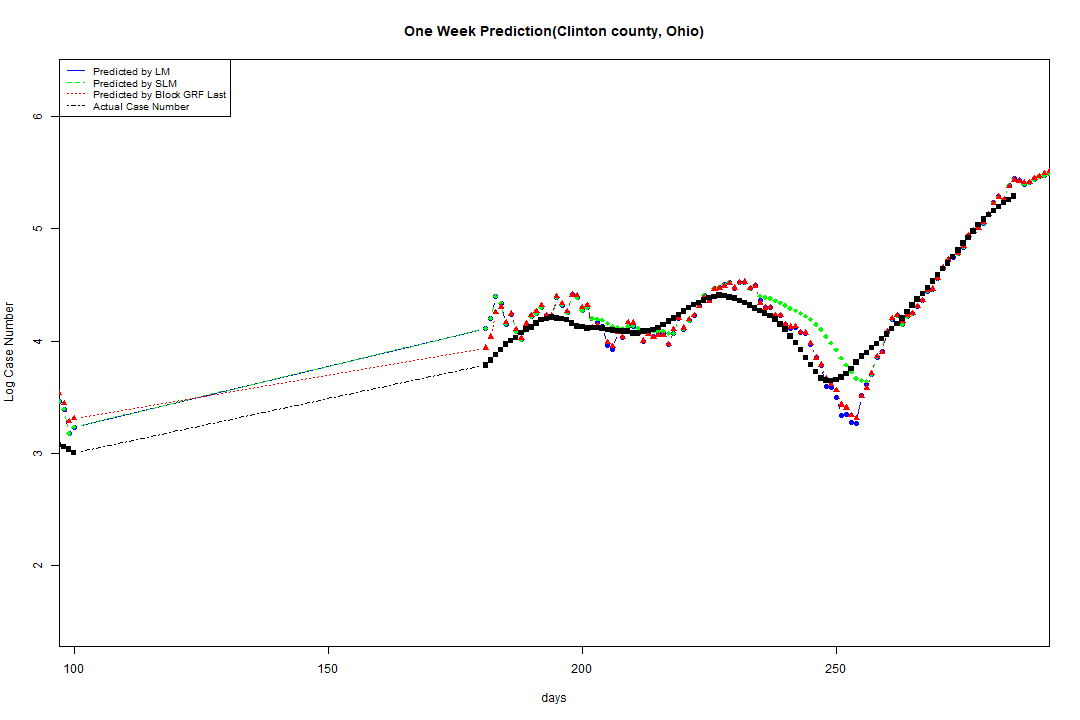 One Week Prediction(Clinton county, Ohio)
Predicted by LM
Predicted by SLM
Predicted by Block GRF Last
Actual Case Number
Log Case Number
6
5
4
3
2
100 150 200 250
days